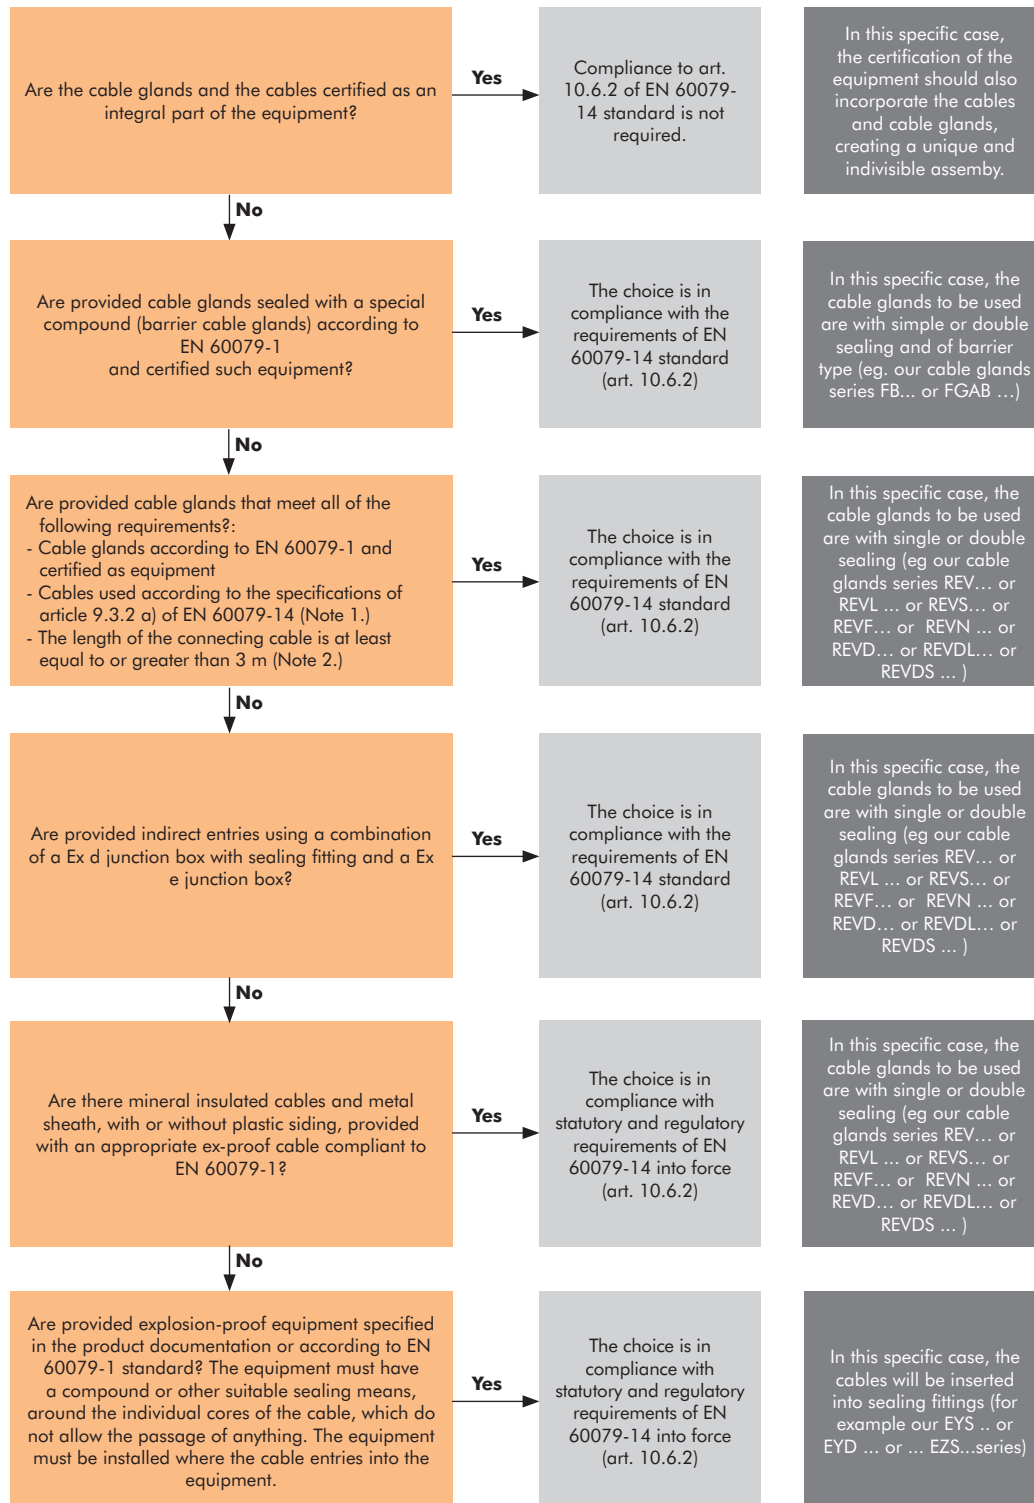 Are the cable glands and the cables certified as an
integral part of the equipment?
Yes
Compliance to art.
10.6.2 of EN 60079-
14 standard is not
required.
In this specific case,
the certification of the
equipment should also
incorporate the cables
and cable glands,
creating a unique and
indivisible assemby.
No
Are provided cable glands sealed with a special
compound (barrier cable glands) according to
EN 60079-1
and certified such equipment?
Yes
The choice is in
compliance with the
requirements of EN
60079-14 standard
(art. 10.6.2)
In this specific case, the
cable glands to be used
are with simple or double
sealing and of barrier
type (eg. our cable glands
series FB... or FGAB ...)
No
Are provided cable glands that meet all of the
following requirements?:
- Cable glands according to EN 60079-1 and
certified as equipment
- Cables used according to the specifications of
article 9.3.2 a) of EN 60079-14 (Note 1.)
- The length of the connecting cable is at least
equal to or greater than 3 m (Note 2.)
Yes
The choice is in
compliance with the
requirements of EN
60079-14 standard
(art. 10.6.2)
In this specific case, the
cable glands to be used
are with single or double
sealing (eg our cable
glands series REV... or
REVL ... or REVS... or
REVF... or REVN ... or
REVD... or REVDL... or
REVDS ... )
No
Are provided indirect entries using a combination
of a Ex d junction box with sealing fitting and a Ex
e junction box?
Yes
The choice is in
compliance with the
requirements of EN
60079-14 standard
(art. 10.6.2)
In this specific case, the
cable glands to be used
are with single or double
sealing (eg our cable
glands series REV... or
REVL ... or REVS... or
REVF... or REVN ... or
REVD... or REVDL... or
REVDS ... )
No
Are there mineral insulated cables and metal
sheath, with or without plastic siding, provided
with an appropriate ex-proof cable compliant to
EN 60079-1?
Yes
The choice is in
compliance with
statutory and regulatory
requirements of EN
60079-14 into force
(art. 10.6.2)
In this specific case, the
cable glands to be used
are with single or double
sealing (eg our cable
glands series REV... or
REVL ... or REVS... or
REVF... or REVN ... or
REVD... or REVDL... or
REVDS ... )
No
Are provided explosion-proof equipment specified
in the product documentation or according to EN
60079-1 standard? The equipment must have
a compound or other suitable sealing means,
around the individual cores of the cable, which do
not allow the passage of anything. The equipment
must be installed where the cable entries into the
equipment.
Yes
The choice is in
compliance with
statutory and regulatory
requirements of EN
60079-14 into force
(art. 10.6.2)
In this specific case, the
cables will be inserted
into sealing fittings (for
example our EYS .. or
EYD ... or ... EZS...series)